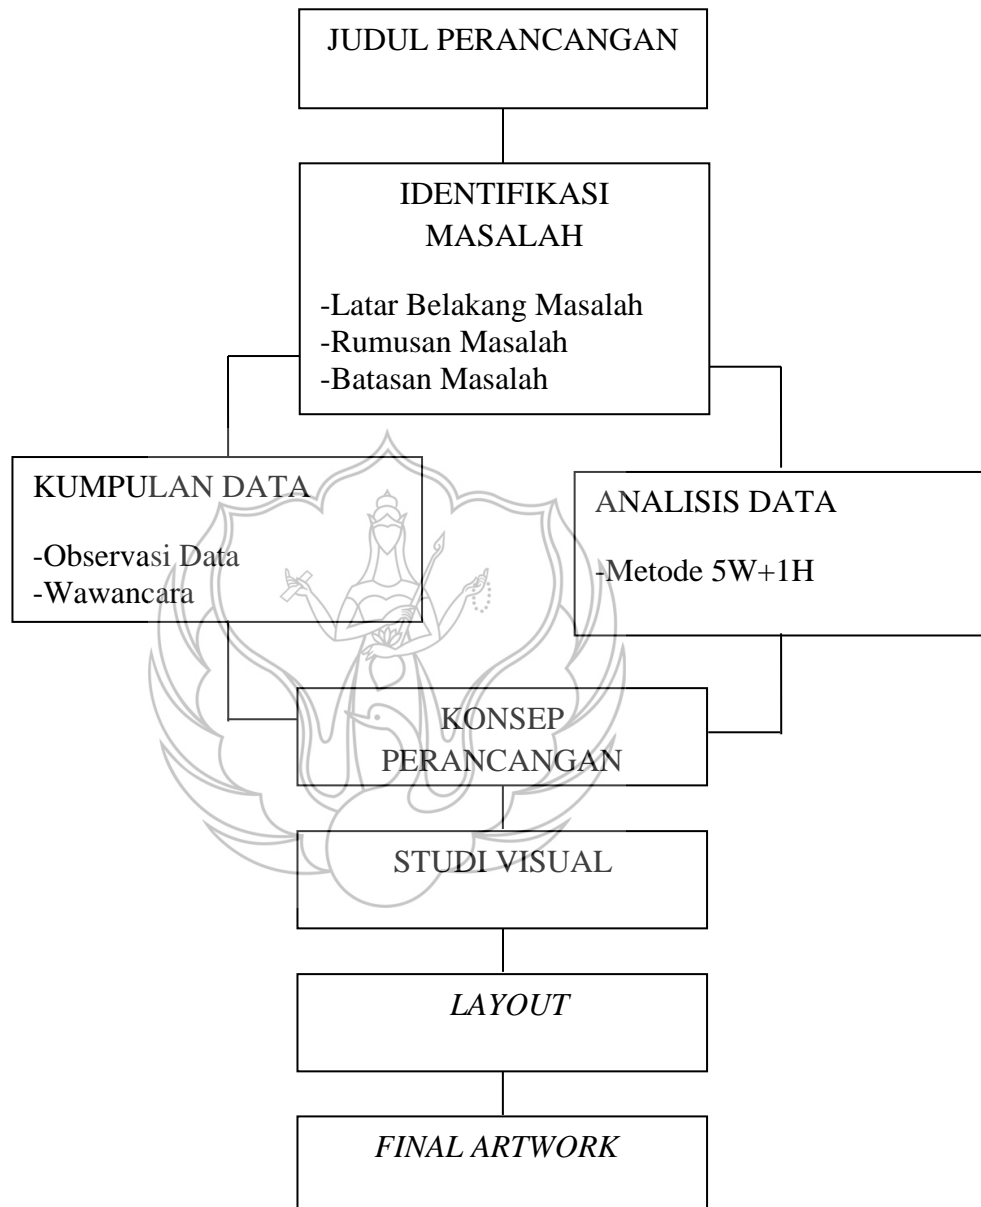 JUDUL PERANCANGAN
IDENTIFIKASI
MASALAH
-Latar Belakang Masalah
-Rumusan Masalah
-Batasan Masalah
KUMPULAN DATA
-Observasi Data
-Wawancara
ANALISIS DATA
-Metode 5W+1H
KONSEP
PERANCANGAN
STUDI VISUAL
LAYOUT
FINAL ARTWORK